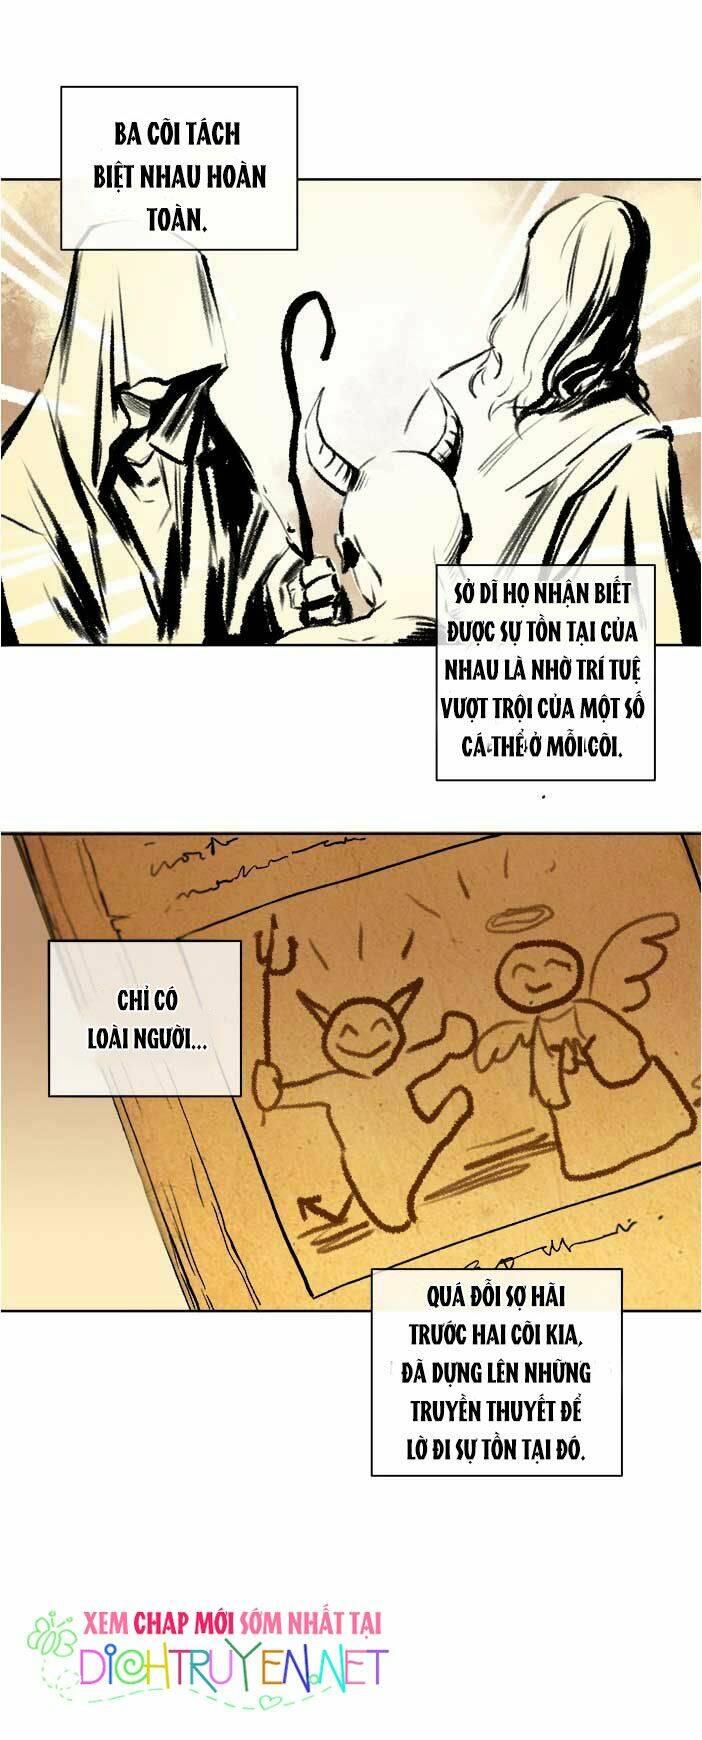 BA CÕI TÁCH
BIỆT NHAU HOÀN
TOÀN.
SỞ DĨ HỌ NHẬN BIẾT
ĐƯỢC SỰ TỒN TẠI CỦA
NHAU LÀ NHỜ TRÍ TUỆ
VƯỢT TRỘI CỦA MỘT SỐ
CÁ THỂ Ở MỖI CÕI.
CHỈ CÓ
LOÀI NGƯỜI...
QUÁ ĐỖI SỢ HÃI
TRƯỚC HAI CÕI KIA,
ĐÃ DỰNG LÊN NHỮNG
TRUYỀN THUYẾT ĐỂ
LỜ ĐI SỰ TỒN TẠI ĐÓ.
XEM CHAP MỚI SỚM NHẤT TẠI
DICHTRUYEN.NET